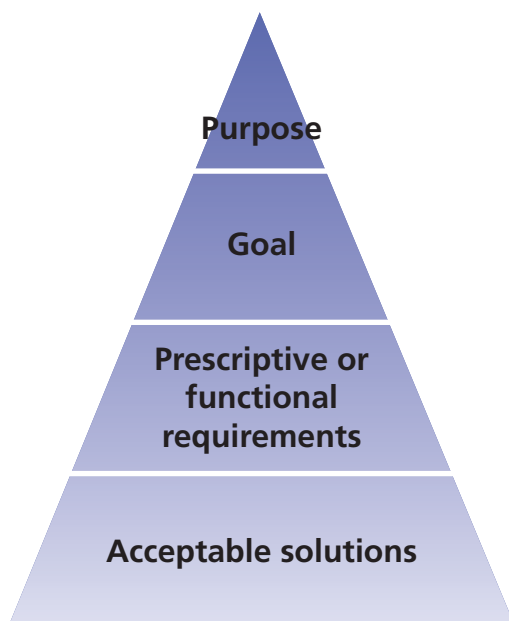 Purpose
Goal
Prescriptive or
functional
requirements
Acceptable solutions